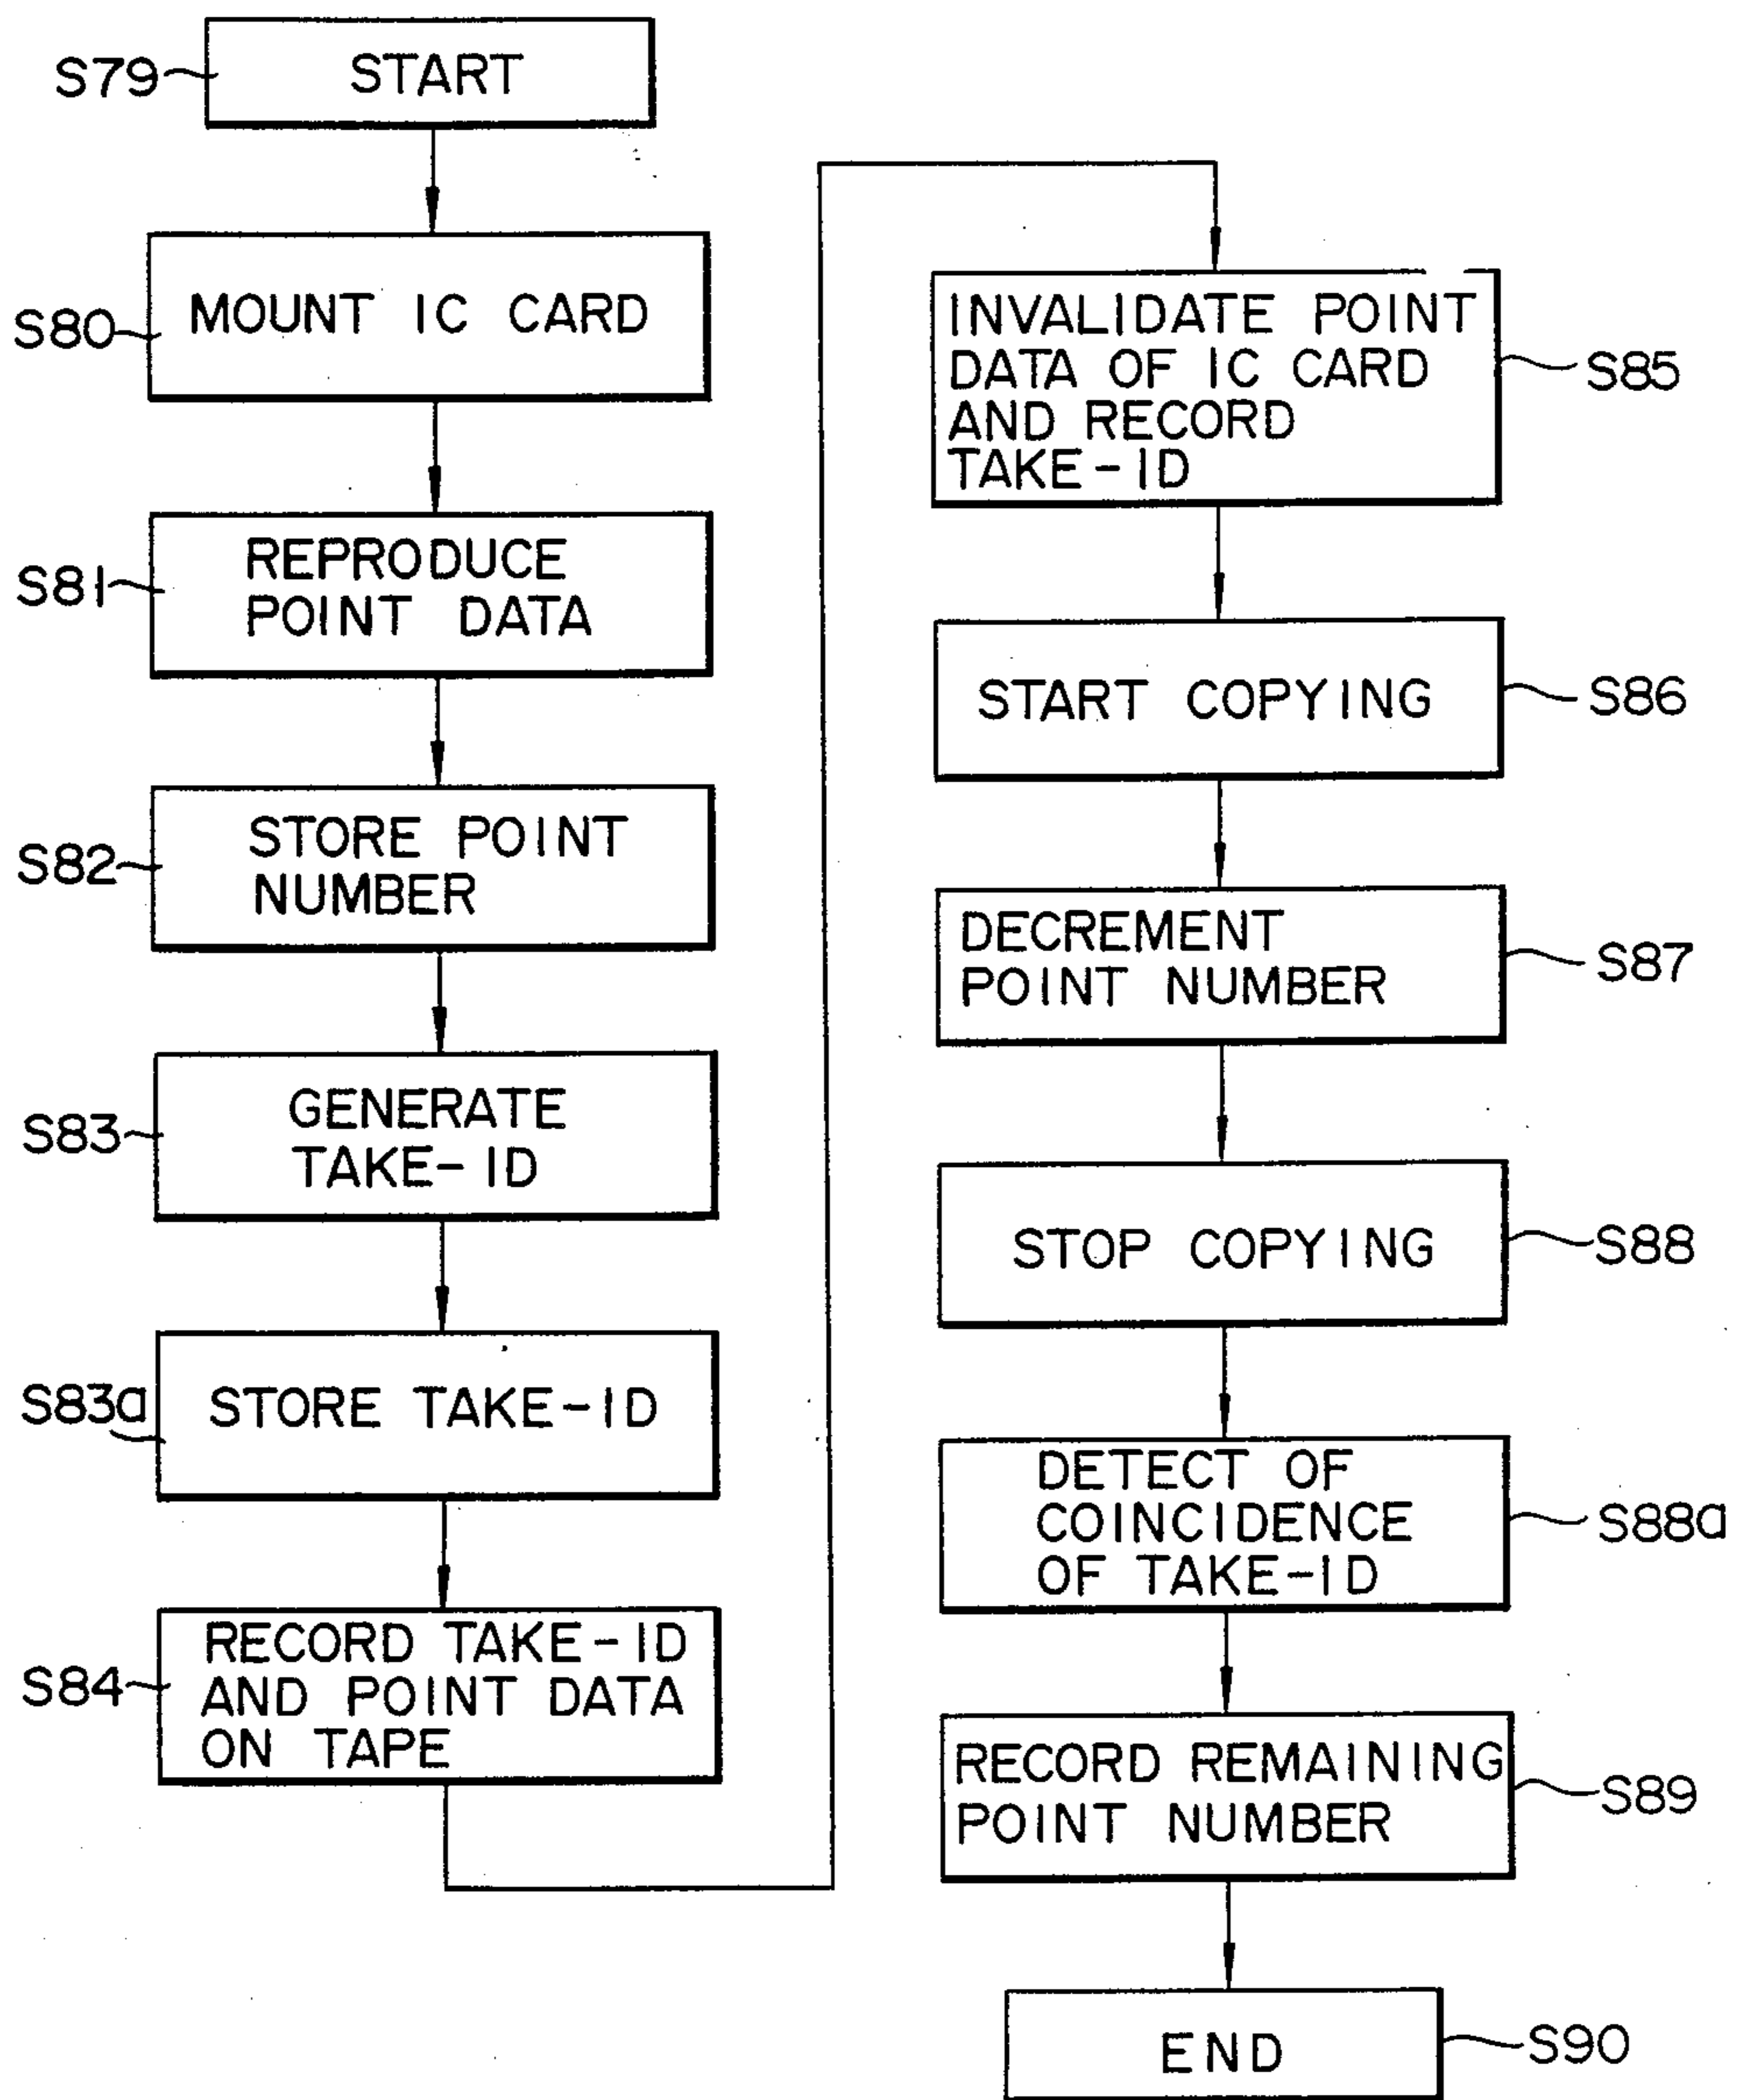 S79
START
S80
MOUNT IC CARD
S81
REPRODUCE
POINT DATA
S82
STORE POINT
NUMBER
S83
GENERATE
TAKE-ID
S83a
STORE TAKE-ID
S84
RECORD TAKE-ID
AND POINT DATA
ON TAPE
INVALIDATE POINT
DATA OF IC CARD
AND RECORD
TAKE-ID
S85
START COPYING
S86
DECREMENT
POINT NUMBER
S87
STOP COPYING
S88
DETECT OF
COINCIDENCE
OF TAKE-ID
S88a
RECORD REMAINING
POINT NUMBER
S89
END
S90